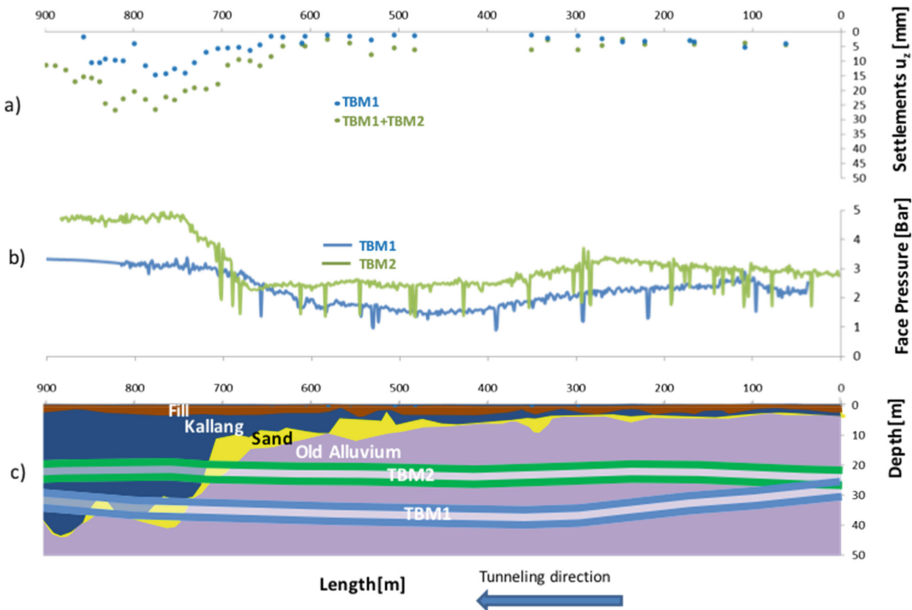 900 800 700 600 500 400 300 200 100 0
0
5
10
15
20
25
30
35
40
45
50
Settlements uz [mm]
a)
TBM1
TBM1+TBM2
5
4
3
2
1
0
Face Pressure [Bar]
b)
TBM1
TBM2
900 800 700 600 500 400 300 200 100 0
0
10
20
30
40
50
Depth[m]
c)
Fill
Kallang
Sand
Old Alluvium
TBM2
TBM1
Length[m]
Tunneling direction